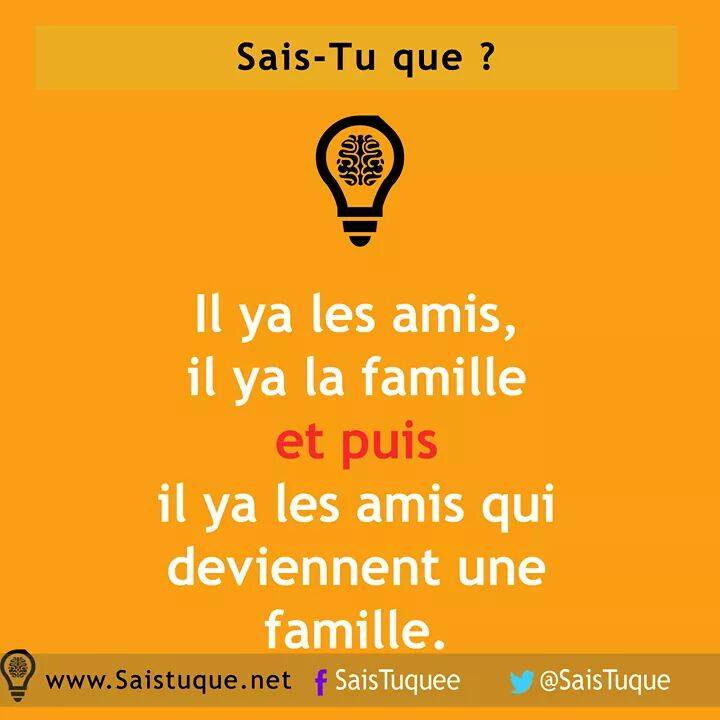 Sais-Tu que ?
Il ya les amis,
il ya la famille
et puis
il ya les amis qui
deviennent une
famille.
www.Saistuque.net f SaisTuquee @SaisTuque